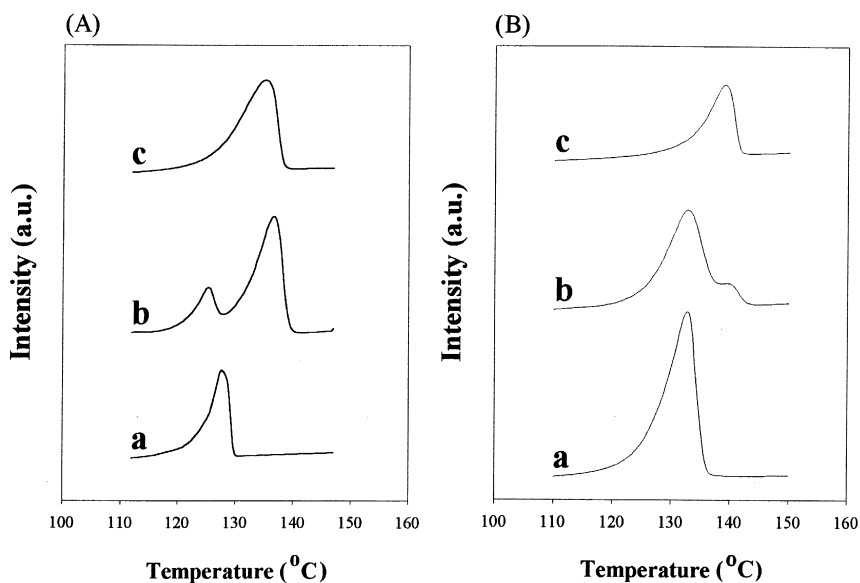 (A)
c
b
a
Intensity (a.u.)
100 110 120 130 140 150 160
Temperature (°C)
(B)
c
b
a
Intensity (a.u.)
100 110 120 130 140 150 160
Temperature (°C)